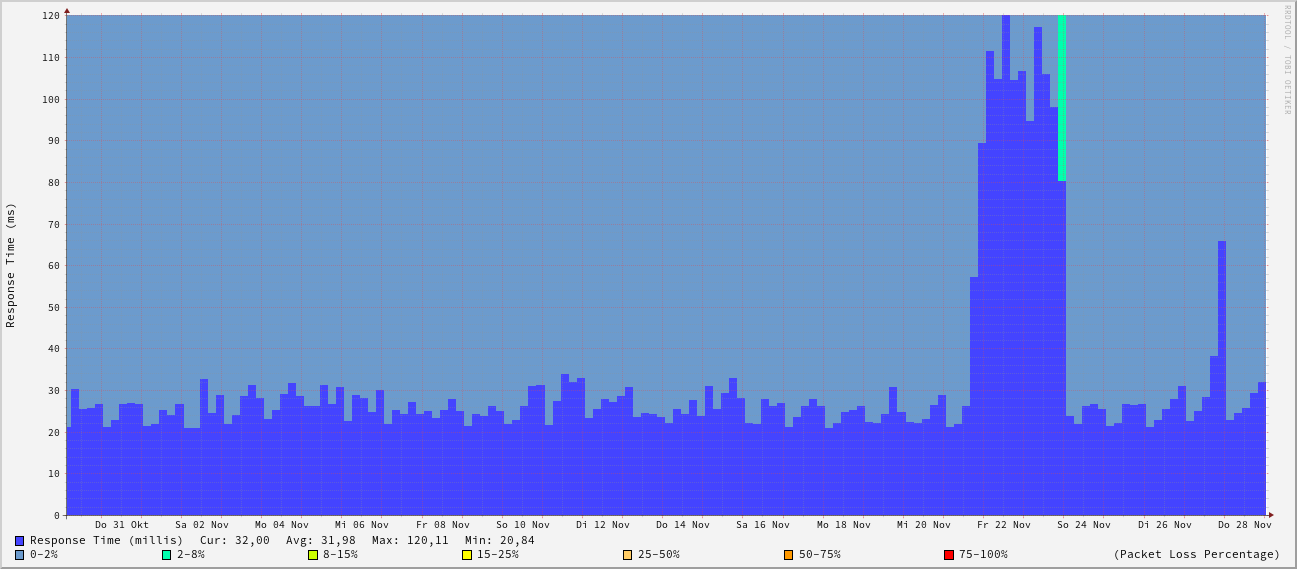 RRDTOOL / TOBI OETIKER
Response Time (ms)
120
110
100
90
80
70
60
50
40
30
20
10
0
Do 31 Okt Sa 02 Nov Mo 04 Nov Mi 06 Nov Fr 08 Nov So 10 Nov Di 12 Nov Do 14 Nov Sa 16 Nov Mo 18 Nov Mi 20 Nov Fr 22 Nov So 24 Nov Di 26 Nov Do 28 Nov
Response Time (millis) Cur: 32,00 Avg: 31,98 Max: 120,11 Min: 20,84
0-2% 2-8% 8-15% 15-25% 25-50% 50-75% 75-100% (Packet Loss Percentage)